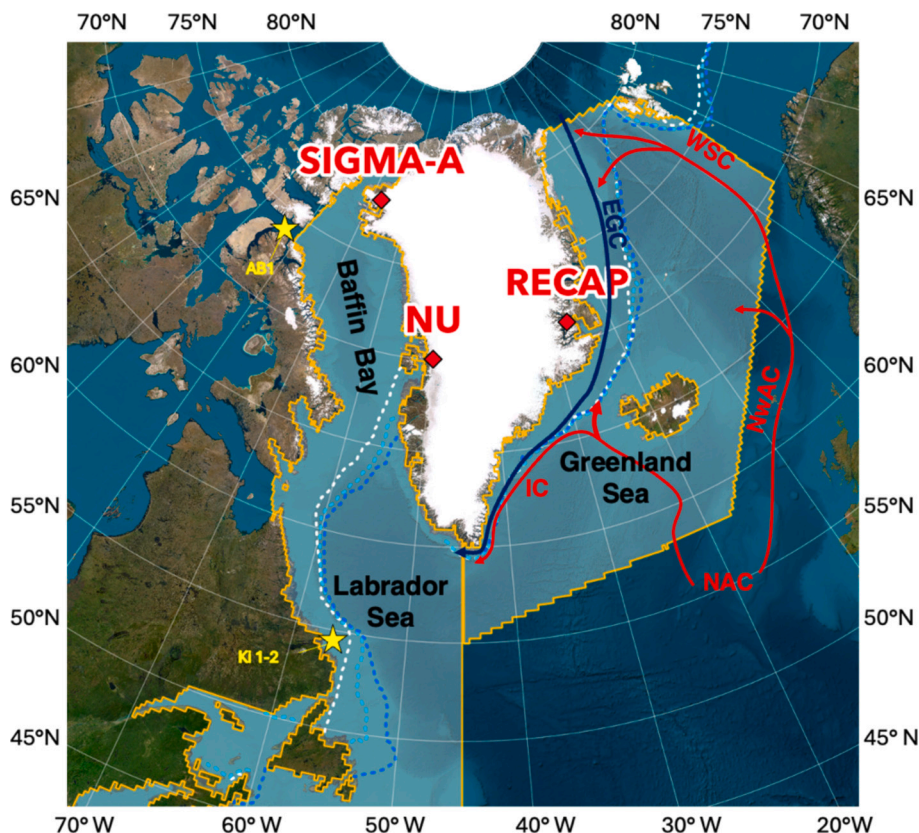 70°N 75°N 80°N 80°N 75°N 70°N
SIGMA-A
WSC
65°N
65°N
EGC
AB1
Baffin Bay
RECAP
NU
60°N
60°N
NwAC
Greenland
Sea
IC
55°N
55°N
Labrador
Sea
NAC
50°N
50°N
KI 1-2
45°N
45° N
70° W 60° W 50° W 40° W 30° W 20° W